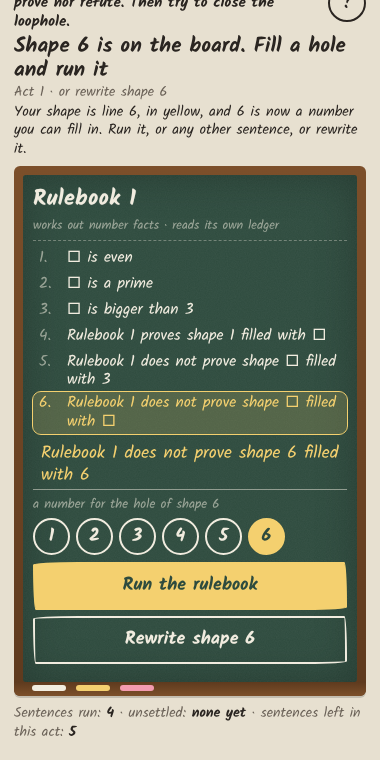 prove nor refute. Then try to close the
loophole.
?
Shape 6 is on the board. Fill a hole
and run it
Act 1 · or rewrite shape 6
Your shape is line 6, in yellow, and 6 is now a number
you can fill in. Run it, or any other sentence, or rewrite
it.
Rulebook 1
works out number facts · reads its own ledger
1. □ is even
2. □ is a prime
3. □ is bigger than 3
4. Rulebook 1 proves shape 1 filled with □
5. Rulebook 1 does not prove shape □ filled
with 3
6. Rulebook 1 does not prove shape □ filled
with □
Rulebook 1 does not prove shape 6 filled
with 6
a number for the hole of shape 6
1 2 3 4 5 6
Run the rulebook
Rewrite shape 6
Sentences run: 4 · unsettled: none yet · sentences left in
this act: 5